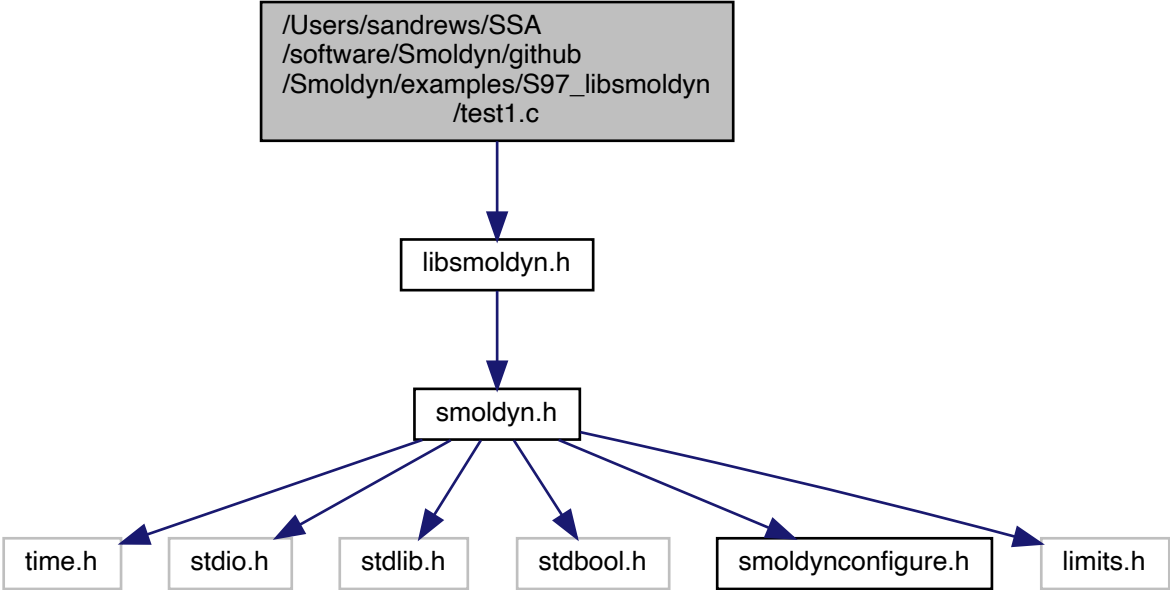 /Users/sandrews/SSA
/software/Smoldyn/github
/Smoldyn/examples/S97_libsmoldyn
/test1.c
libsmoldyn.h
smoldyn.h
time.h
stdio.h
stdlib.h
stdbool.h
smoldynconfigure.h
limits.h